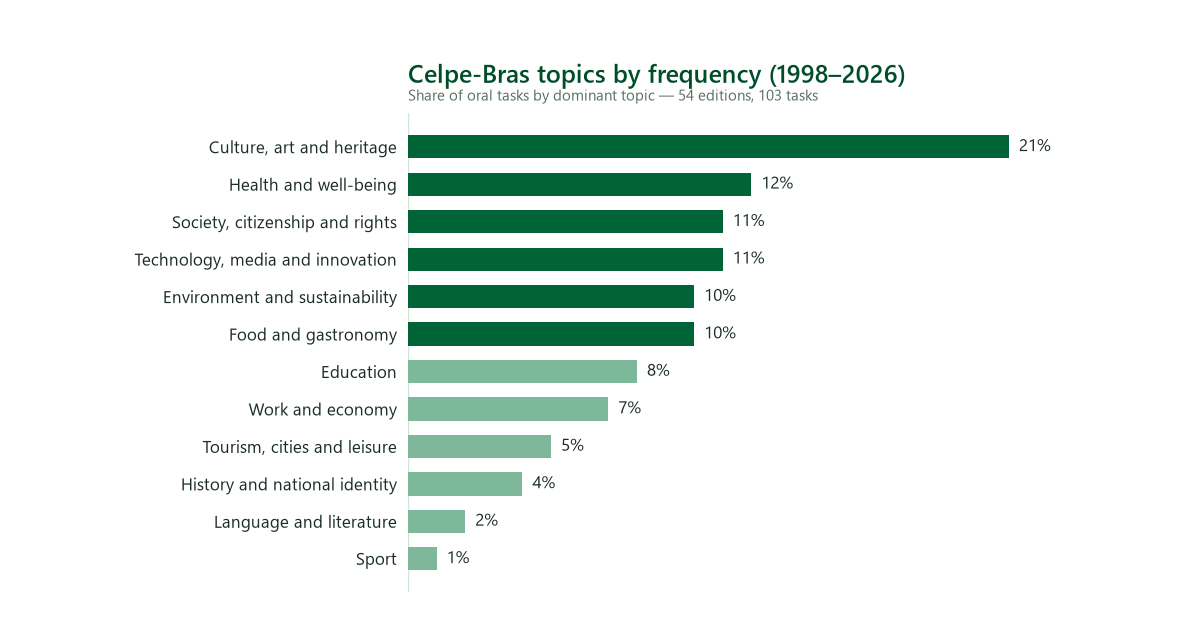 Celpe-Bras topics by frequency (1998–2026)
Share of oral tasks by dominant topic — 54 editions, 103 tasks
Culture, art and heritage 21%
Health and well-being 12%
Society, citizenship and rights 11%
Technology, media and innovation 11%
Environment and sustainability 10%
Food and gastronomy 10%
Education 8%
Work and economy 7%
Tourism, cities and leisure 5%
History and national identity 4%
Language and literature 2%
Sport 1%